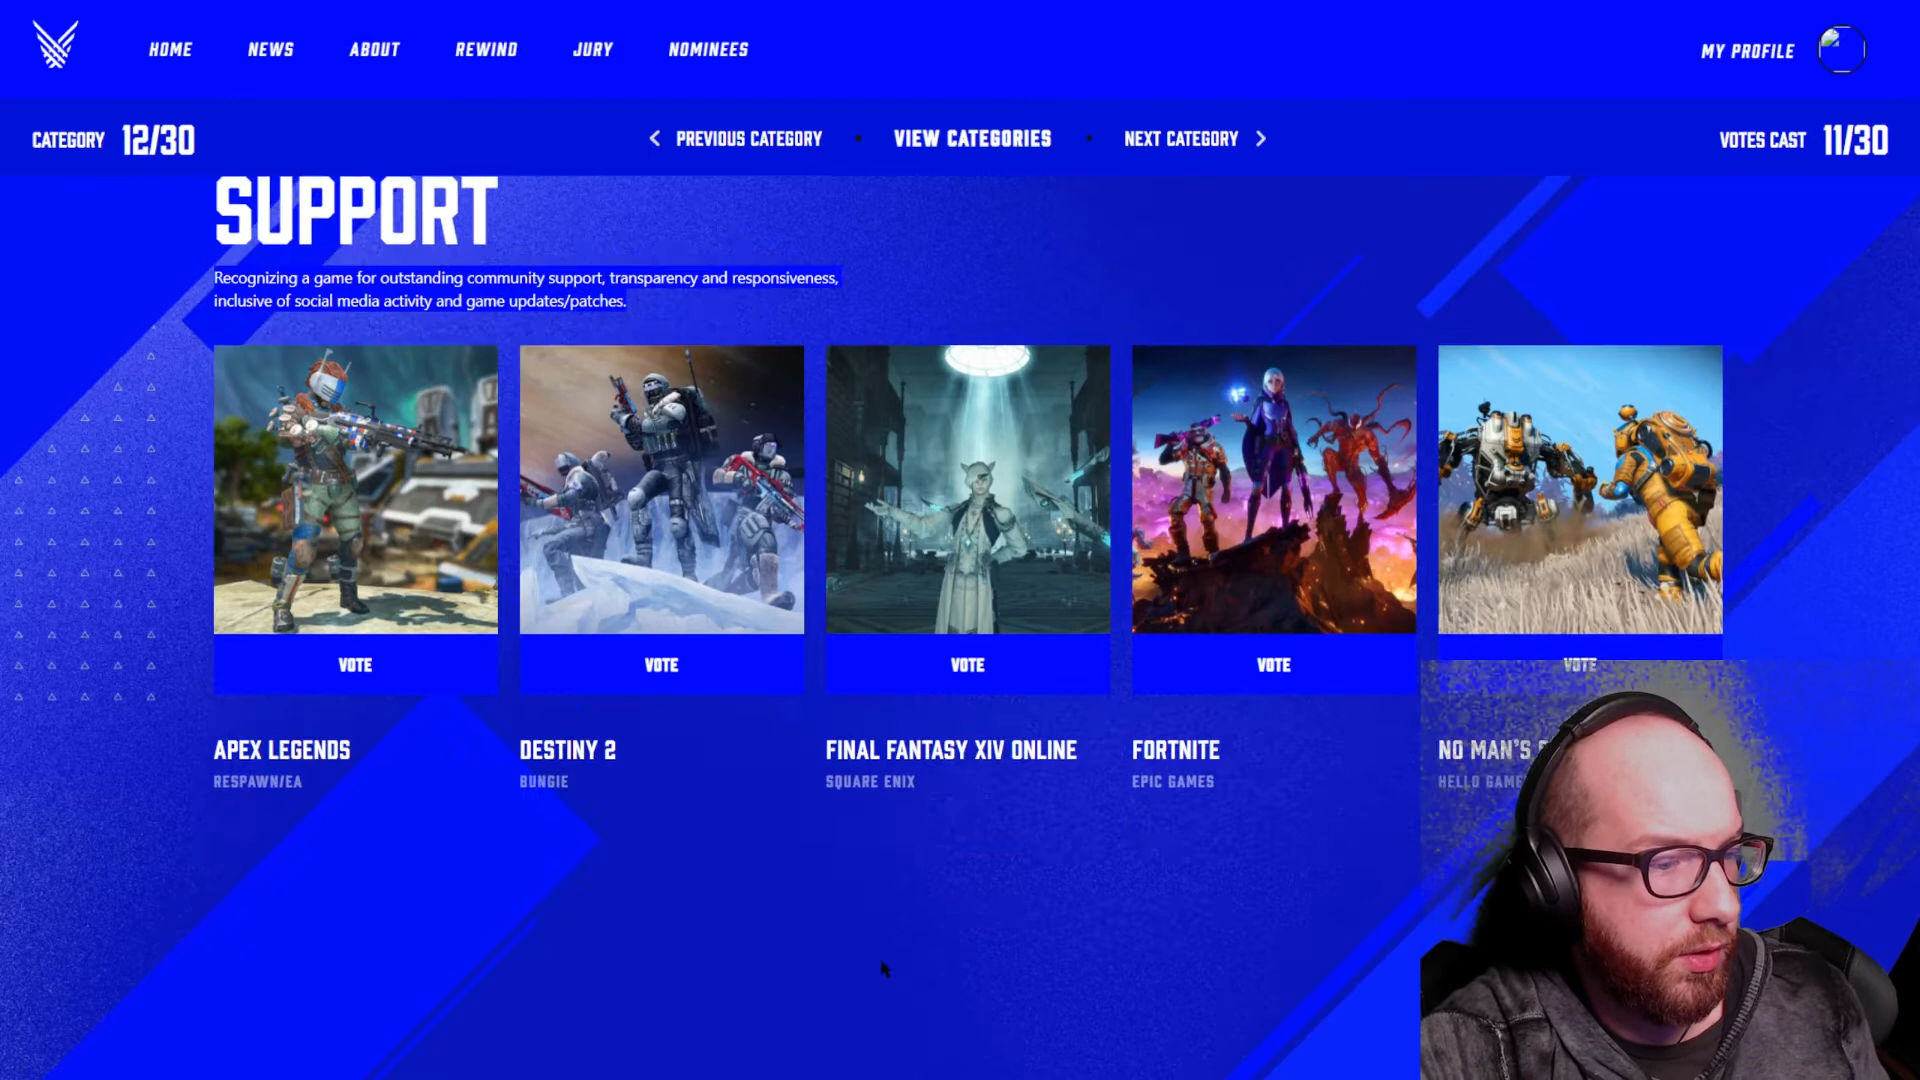 HOME
NEWS
ABOUT
REWIND
JURY
NOMINEES
MY PROFILE
CATEGORY 12/30
PREVIOUS CATEGORY
VIEW CATEGORIES
NEXT CATEGORY
VOTES CAST 11/30
SUPPORT
Recognizing a game for outstanding community support, transparency and responsiveness,
inclusive of social media activity and game updates/patches.
VOTE
VOTE
VOTE
VOTE
VOTE
APEX LEGENDS
RESPAWN/EA
DESTINY 2
BUNGIE
FINAL FANTASY XIV ONLINE
SQUARE ENIX
FORTNITE
EPIC GAMES
NO MAN'S
HELLO